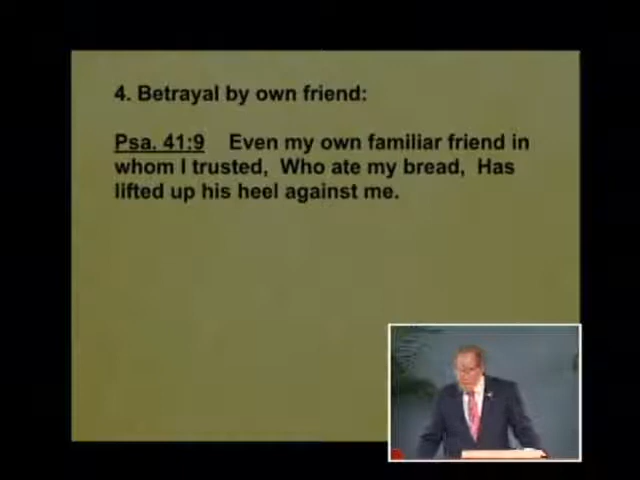 4. Betrayal by own friend:
Psa. 41:9 Even my own familiar friend in
whom I trusted, Who ate my bread, Has
lifted up his heel against me.